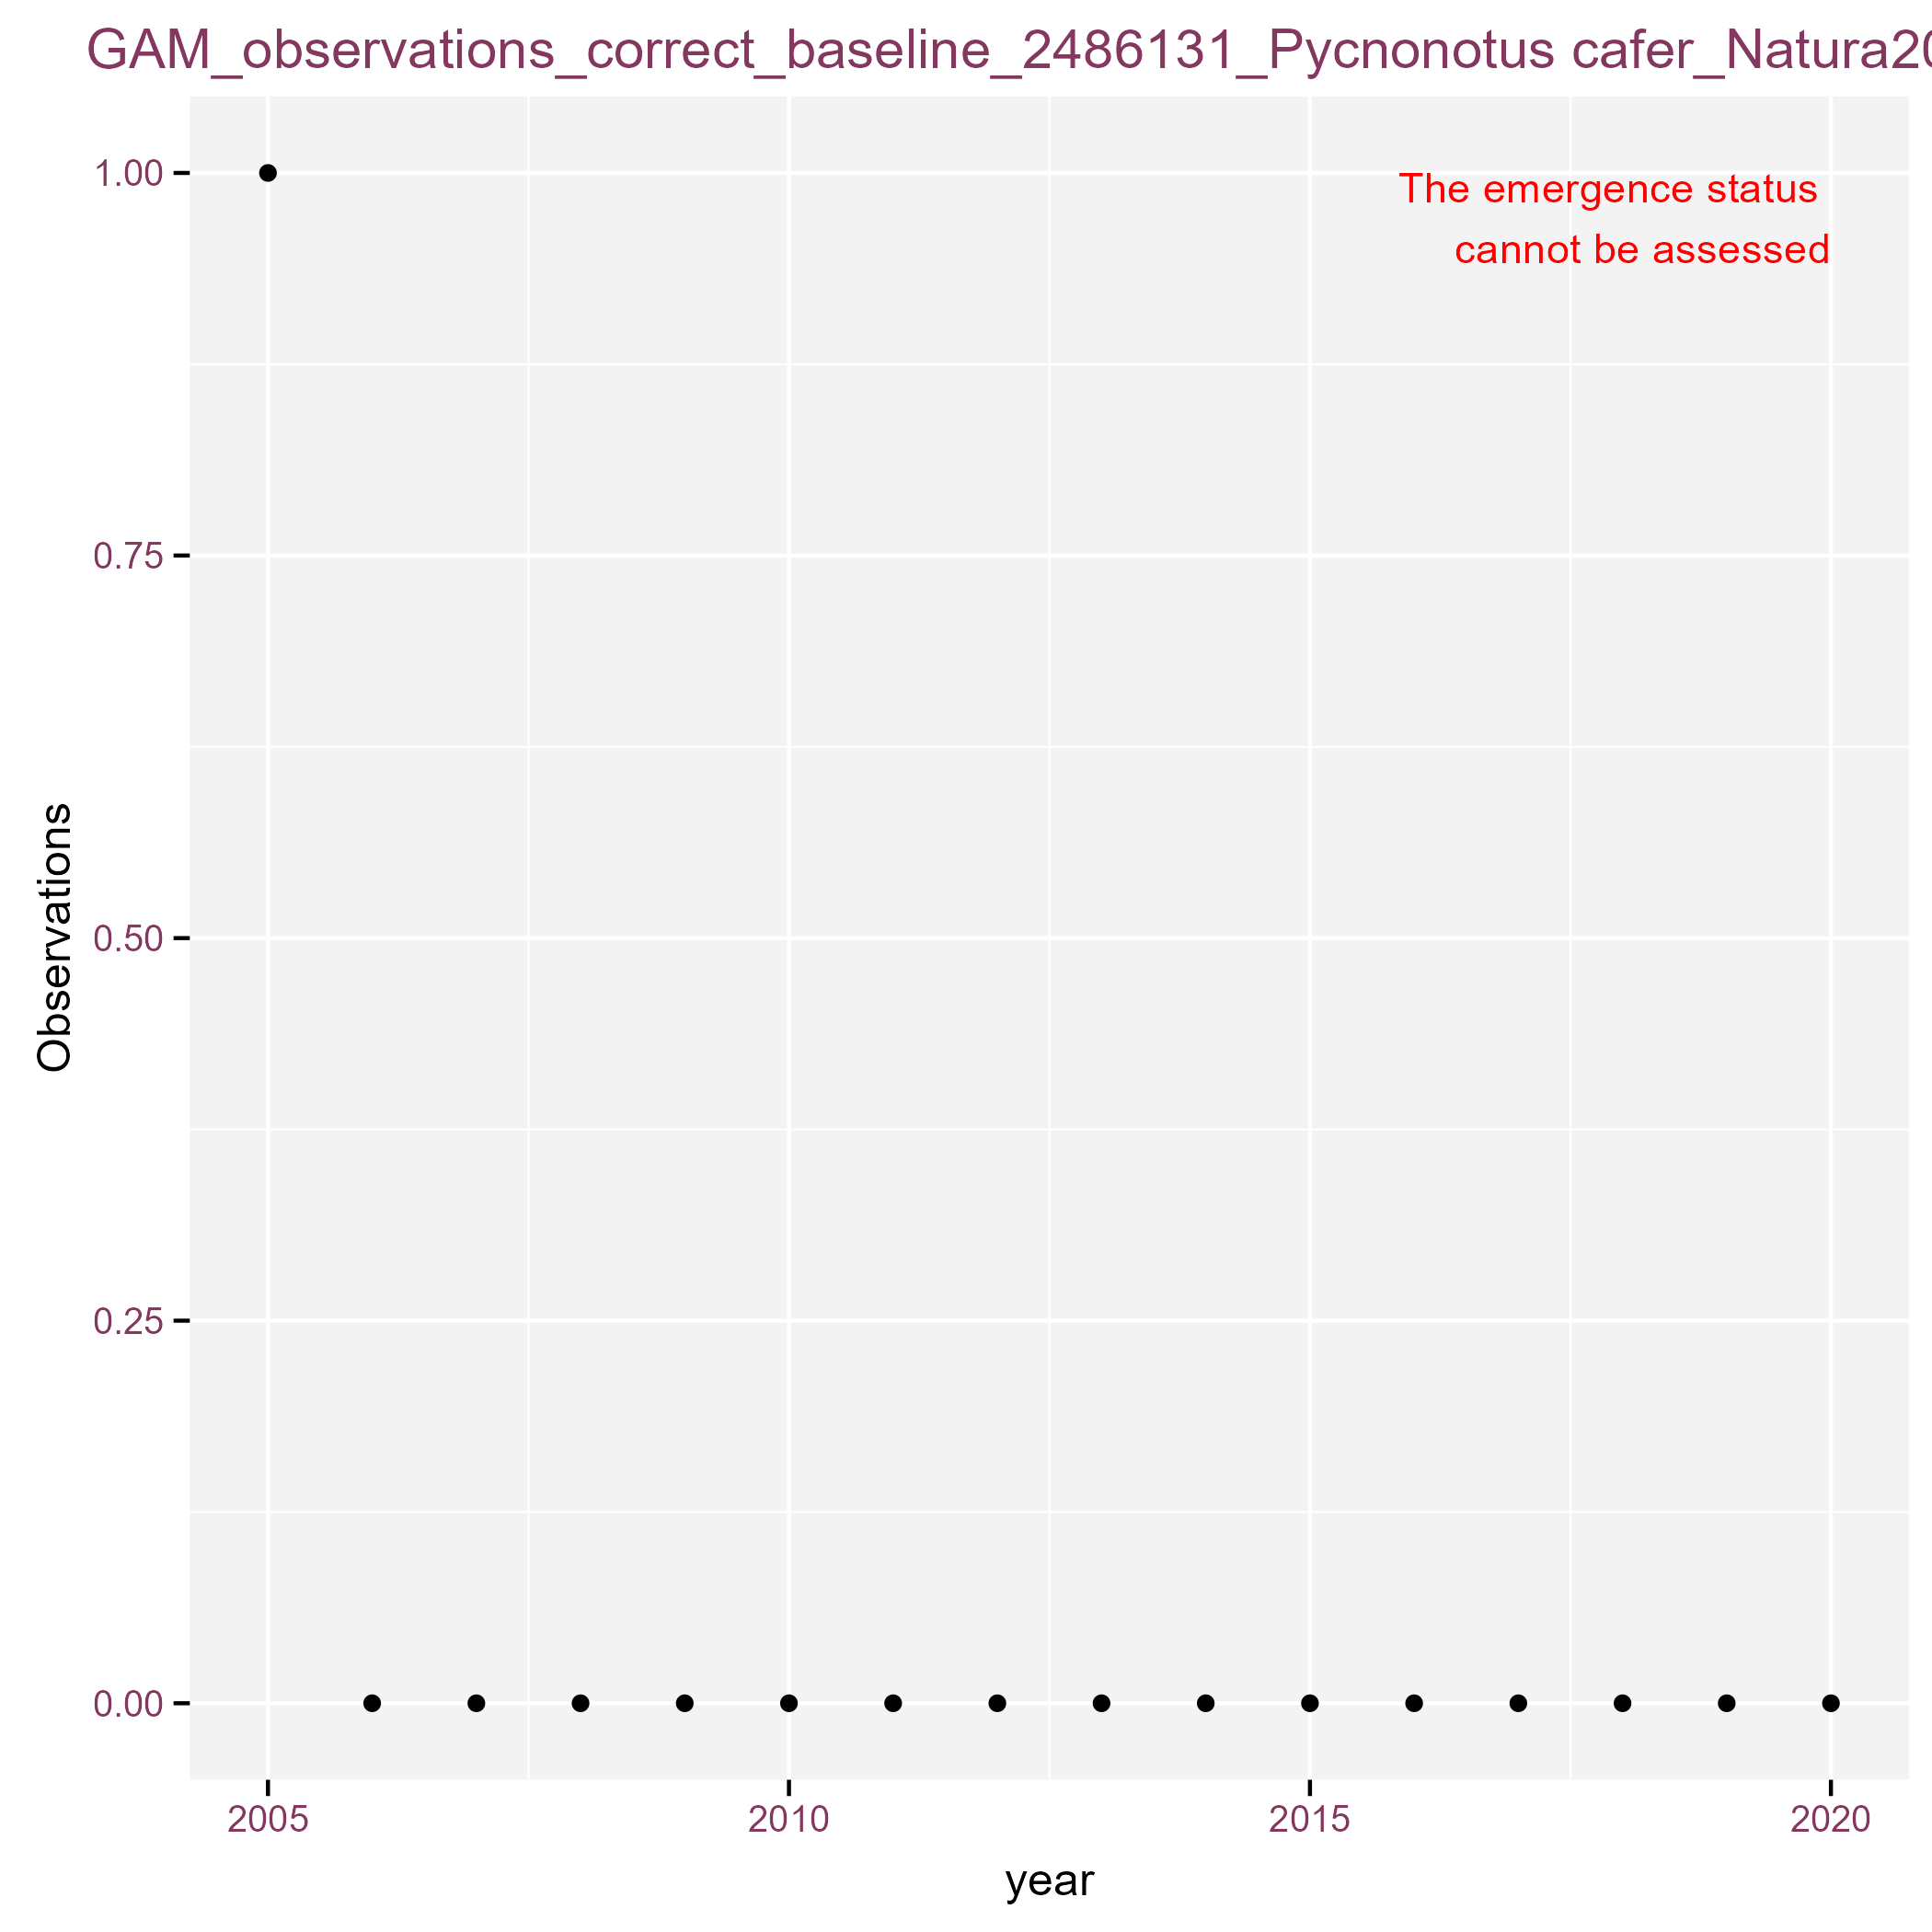 GAM_observations_correct_baseline_2486131_Pycnonotus cafer_Natura20
The emergence status
cannot be assessed
1.00
0.75
0.50
0.25
0.00
Observations
2005 2010 2015 2020
year